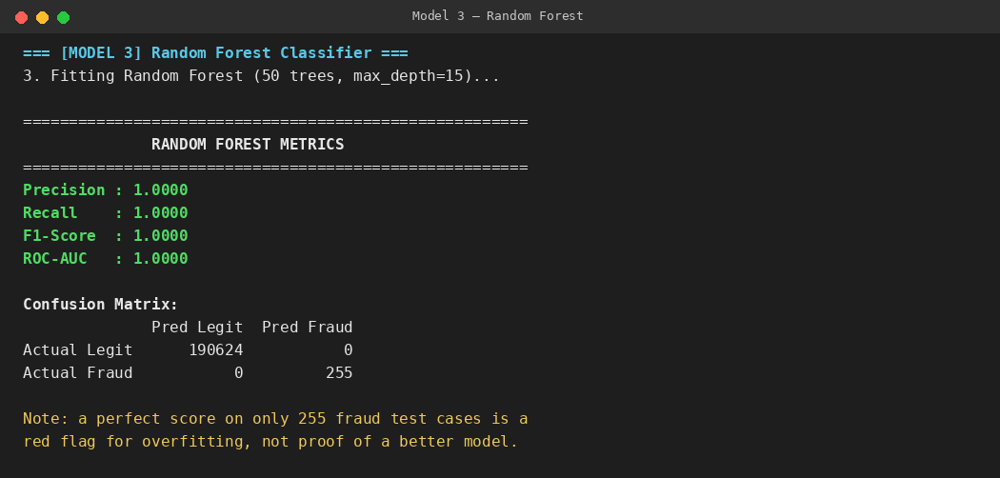 Model 3 — Random Forest
=== [MODEL 3] Random Forest Classifier ===
3. Fitting Random Forest (50 trees, max_depth=15)...
=======================================================
RANDOM FOREST METRICS
=======================================================
Precision : 1.0000
Recall    : 1.0000
F1-Score  : 1.0000
ROC-AUC   : 1.0000
Confusion Matrix:
              Pred Legit  Pred Fraud
Actual Legit      190624           0
Actual Fraud           0         255
Note: a perfect score on only 255 fraud test cases is a
red flag for overfitting, not proof of a better model.